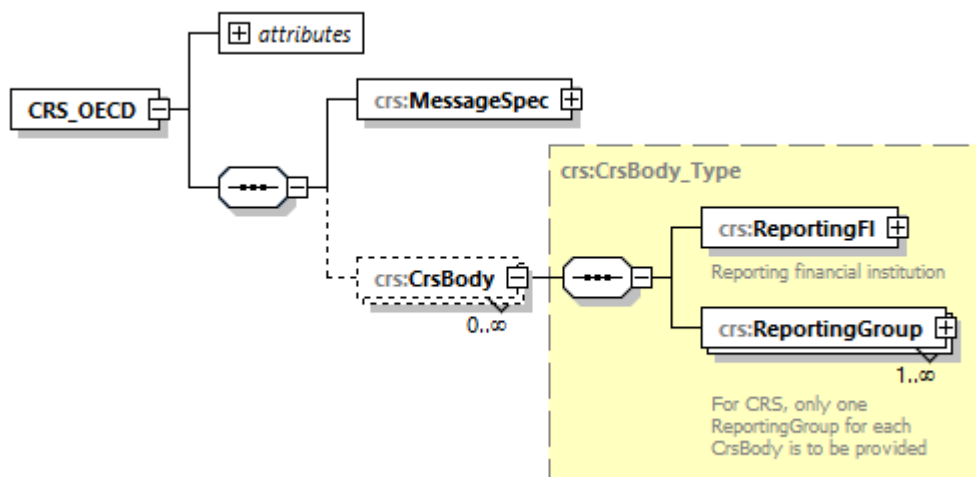 attributes
CRS_OECD
crs:MessageSpec
crs:CrsBody_Type
crs:ReportingFI
Reporting financial institution
crs:CrsBody
0..∞
crs:ReportingGroup
1..∞
For CRS, only one
ReportingGroup for each
CrsBody is to be provided